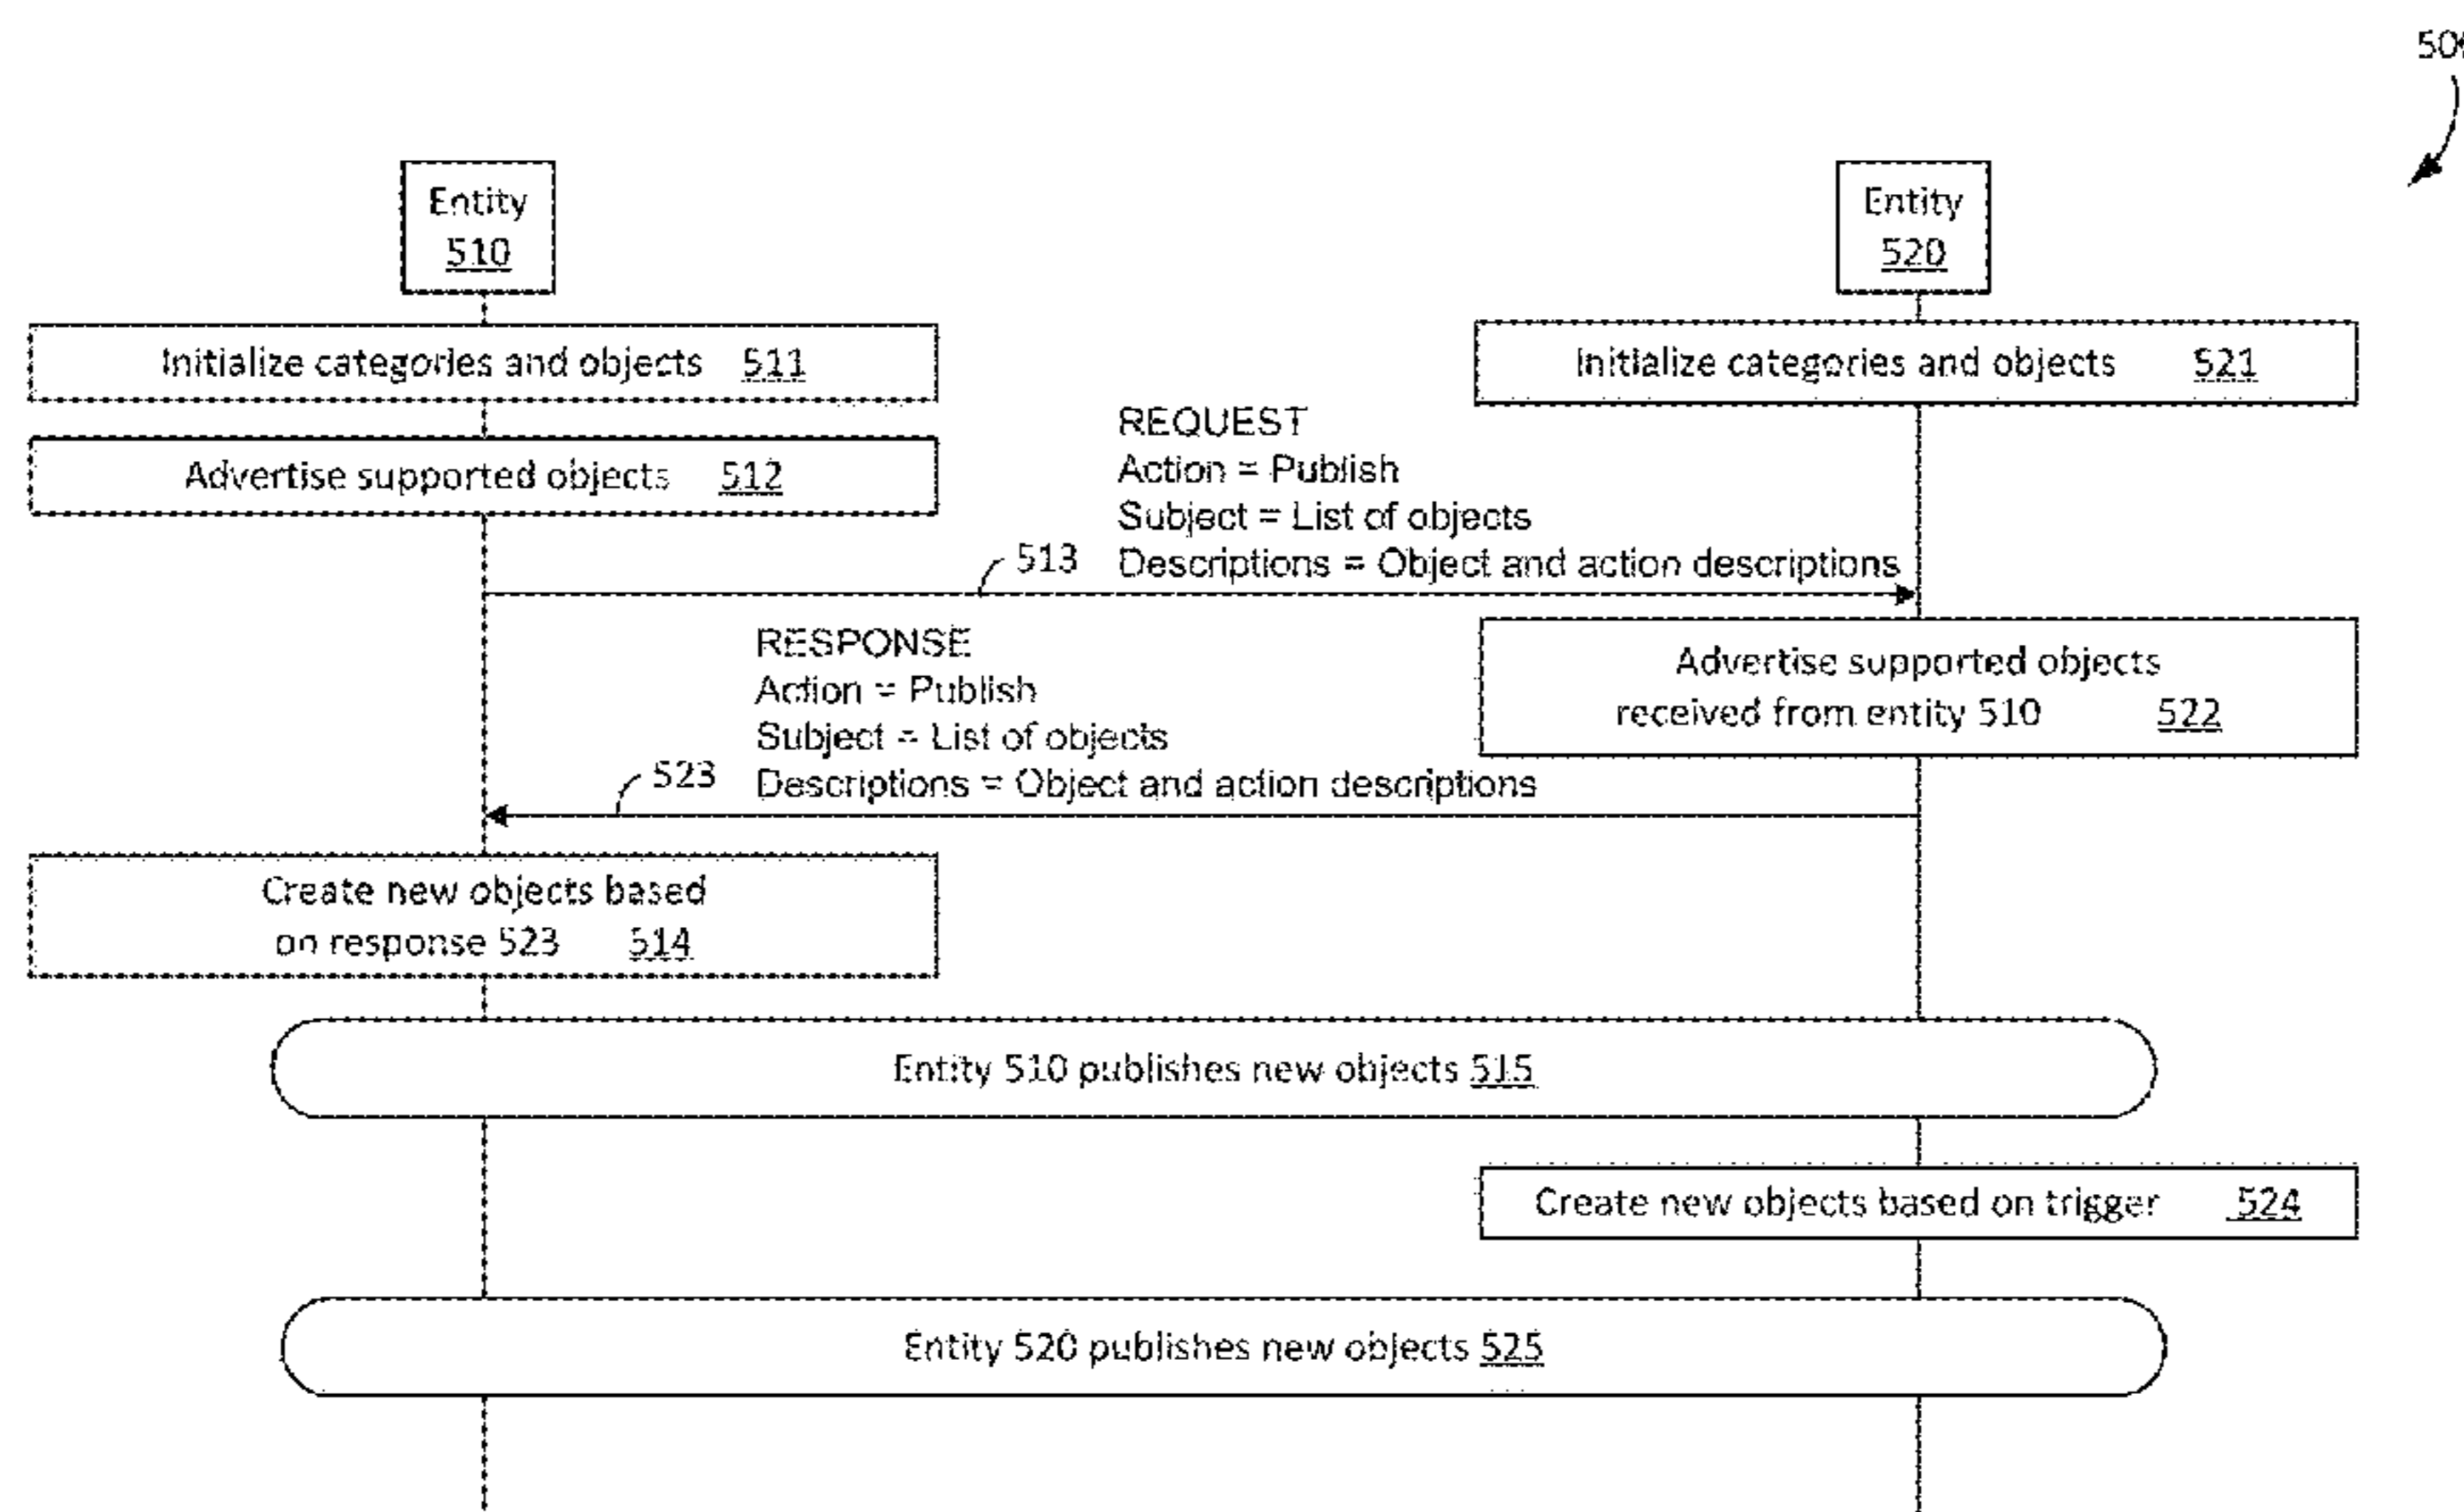 Entity
510
Entity
520
Initialize categories and objects 511
Initialize categories and objects 521
Advertise supported objects 512
REQUEST
Action = Publish
Subject = List of objects
Descriptions = Object and action descriptions
513
Advertise supported objects
received from entity 510 522
RESPONSE
Action = Publish
Subject = List of objects
Descriptions = Object and action descriptions
523
Create new objects based
on response 523 514
Entity 510 publishes new objects 515
Create new objects based on trigger 524
Entity 520 publishes new objects 525